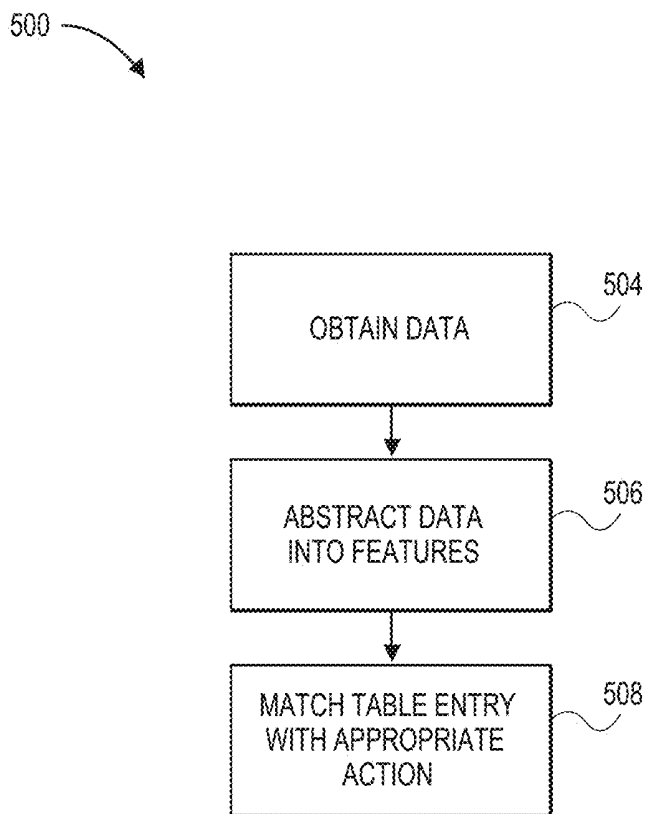 500
504
OBTAIN DATA
506
ABSTRACT DATA
INTO FEATURES
508
MATCH TABLE ENTRY
WITH APPROPRIATE
ACTION